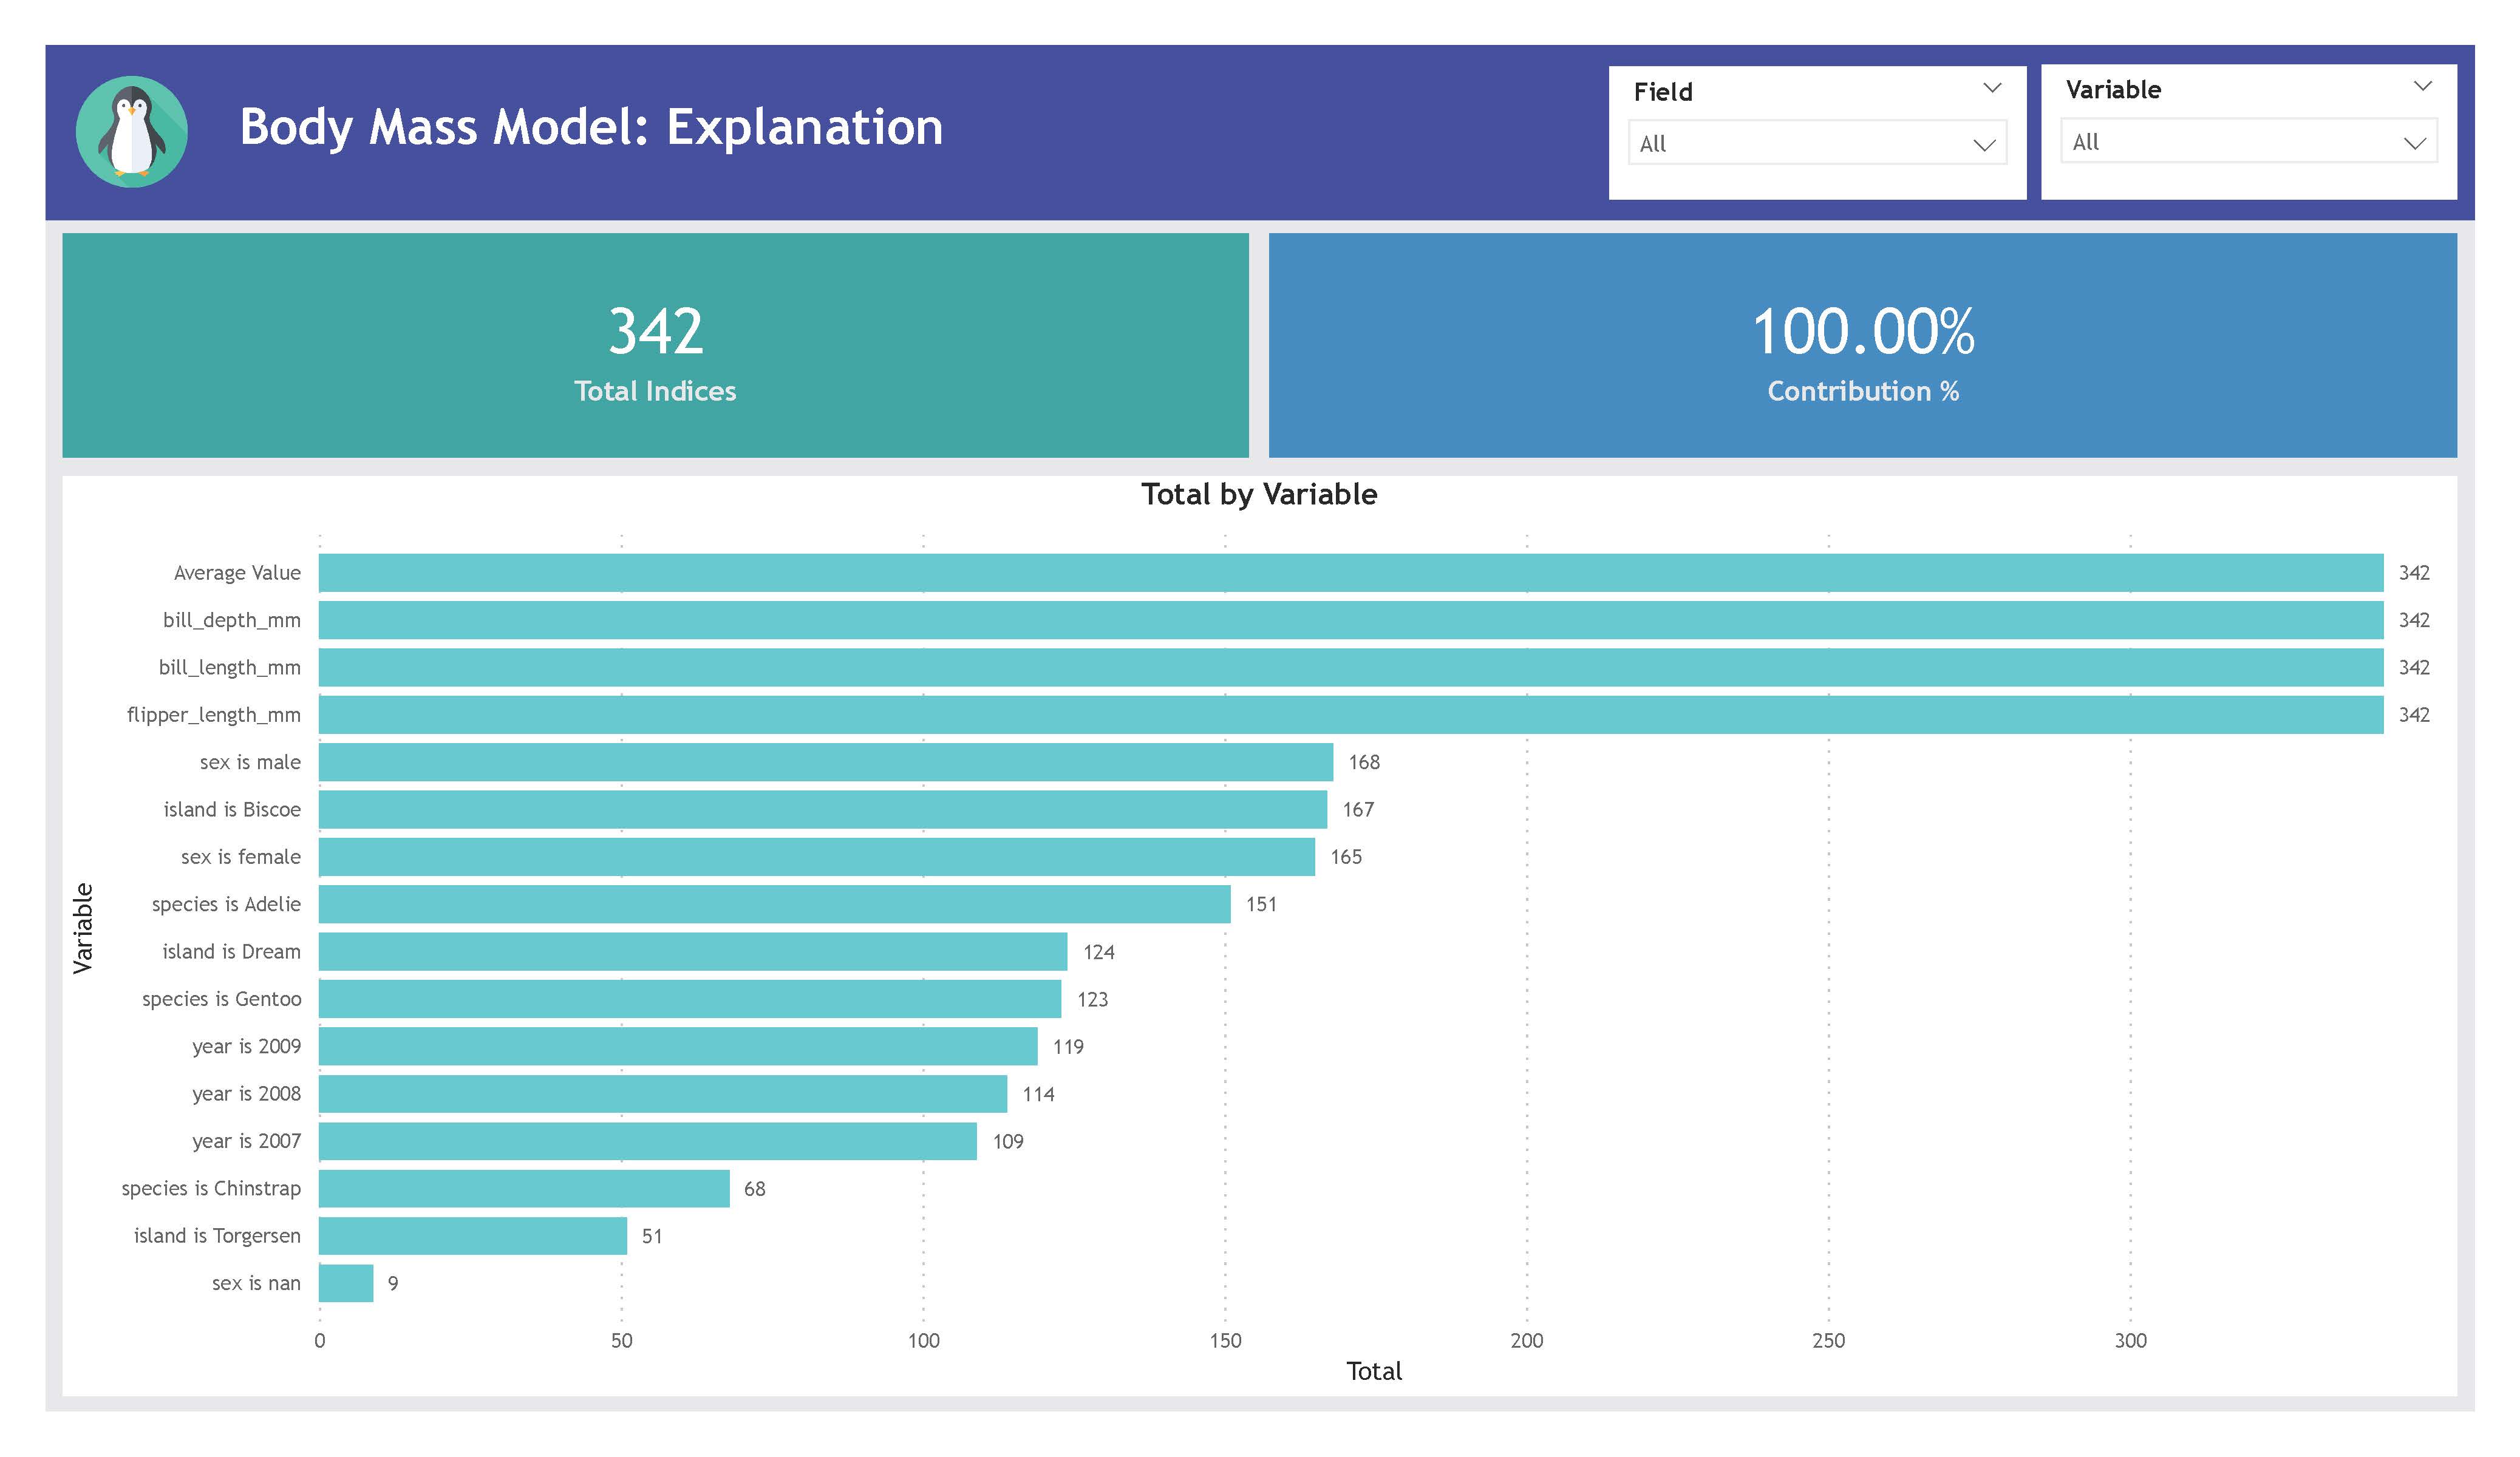 Body Mass Model: Explanation
Field
All
Variable
All
342
Total Indices
100.00%
Contribution %
Total by Variable
Variable
Average Value 342
bill_depth_mm 342
bill_length_mm 342
flipper_length_mm 342
sex is male 168
island is Biscoe 167
sex is female 165
species is Adelie 151
island is Dream 124
species is Gentoo 123
year is 2009 119
year is 2008 114
year is 2007 109
species is Chinstrap 68
island is Torgersen 51
sex is nan 9
0 50 100 150 200 250 300
Total